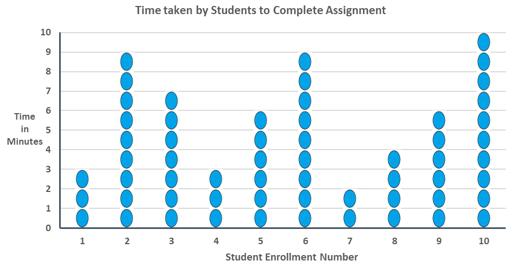 Time taken by Students to Complete Assignment
10
9
8
7
6
5
4
3
2
1
0
Time
in
Minutes
1 2 3 4 5 6 7 8 9 10
Student Enrollment Number